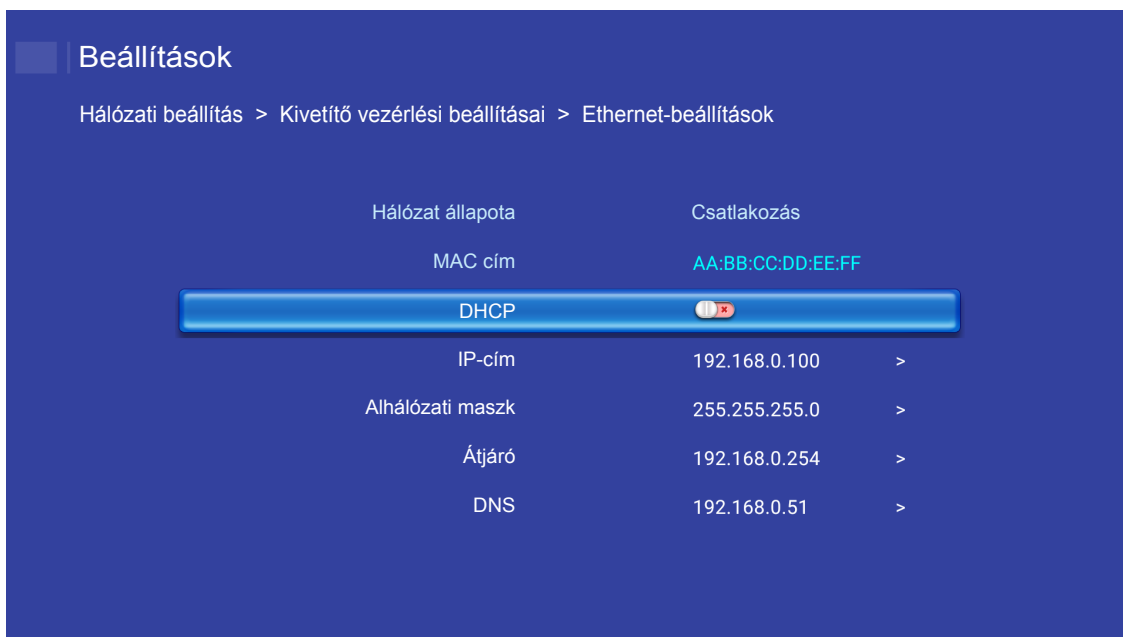 Beállítások
Hálózati beállítás > Kivetítő vezérlési beállításai > Ethernet-beállítások
Hálózat állapota Csatlakozás
MAC cím AA:BB:CC:DD:EE:FF
DHCP
IP-cím 192.168.0.100 >
Alhálózati maszk 255.255.255.0 >
Átjáró 192.168.0.254 >
DNS 192.168.0.51 >